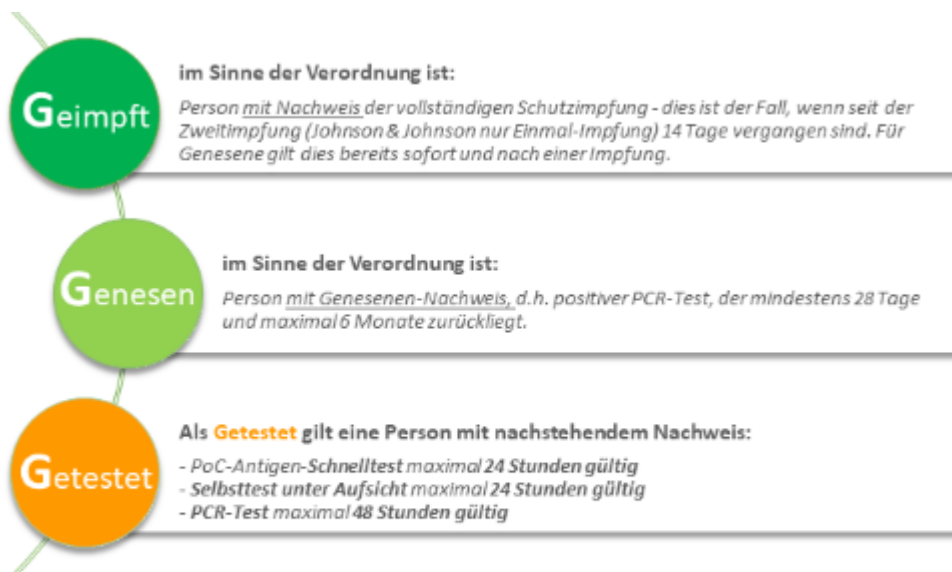 Geimpft
im Sinne der Verordnung ist:
Person mit Nachweis der vollständigen Schutzimpfung - dies ist der Fall, wenn seit der
Zweitimpfung (Johnson & Johnson nur Einmal-Impfung) 14 Tage vergangen sind. Für
Genesene gilt dies bereits sofort und nach einer Impfung.
Genesen
im Sinne der Verordnung ist:
Person mit Genesenen-Nachweis, d.h. positiver PCR-Test, der mindestens 28 Tage
und maximal 6 Monate zurückliegt.
Getestet
Als Getestet gilt eine Person mit nachstehendem Nachweis:
- PoC-Antigen-Schnelltest maximal 24 Stunden gültig
- Selbsttest unter Aufsicht maximal 24 Stunden gültig
- PCR-Test maximal 48 Stunden gültig